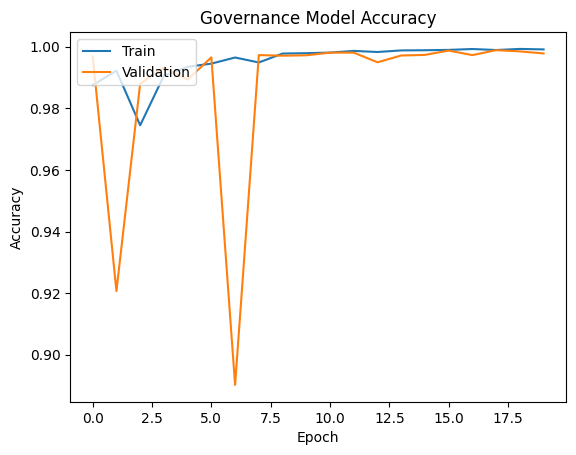 Governance Model Accuracy
Train
Validation
1.00
0.98
0.96
0.94
0.92
0.90
Accuracy
0.0 2.5 5.0 7.5 10.0 12.5 15.0 17.5
Epoch